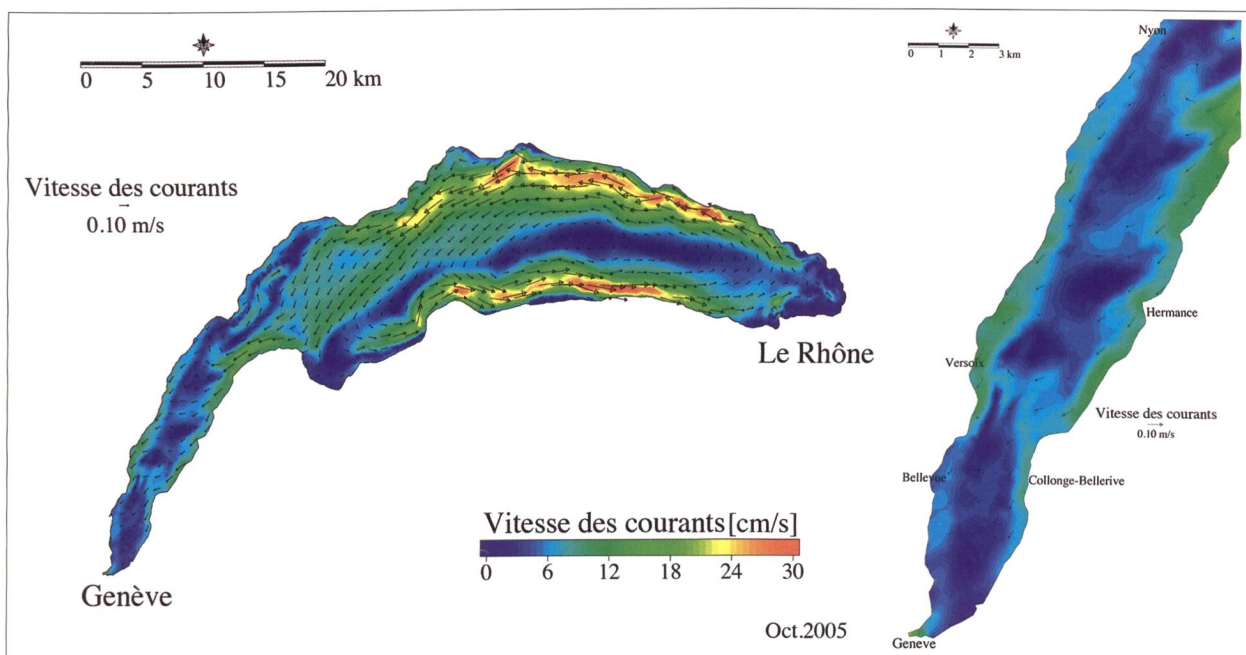 0 5 10 15 20 km
Vitesse des courants
0.10 m/s
Le Rhône
Genève
Vitesse des courants[cm/s]
0 6 12 18 24 30
Oct.2005
0 1 2 3 km
Nyon
Hermance
Versoix
Vitesse des courants
0.10 m/s
Bellevue
Collonge-Bellerive
Geneve